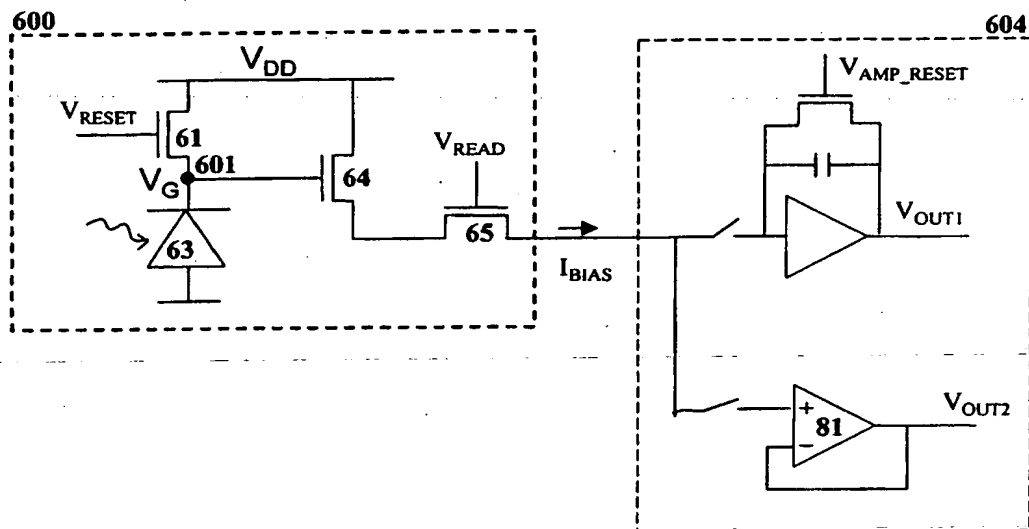 600
604
V_DD
V_AMP_RESET
V_RESET
61
V_READ
601
V_G
64
63
65
I_BIAS
V_OUT1
V_OUT2
+
81
−